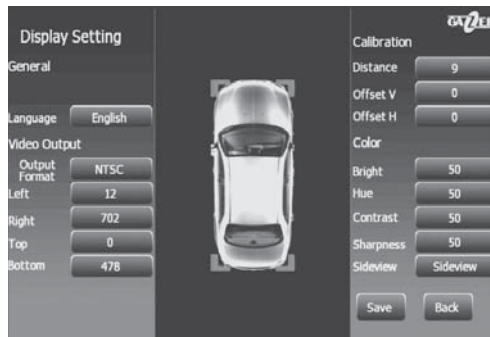 Display Setting
General
Language English
Video Output
Output Format NTSC
Left 12
Right 702
Top 0
Bottom 478
GAZER
Calibration
Distance 9
Offset V 0
Offset H 0
Color
Bright 50
Hue 50
Contrast 50
Sharpness 50
Sideview Sideview
Save Back